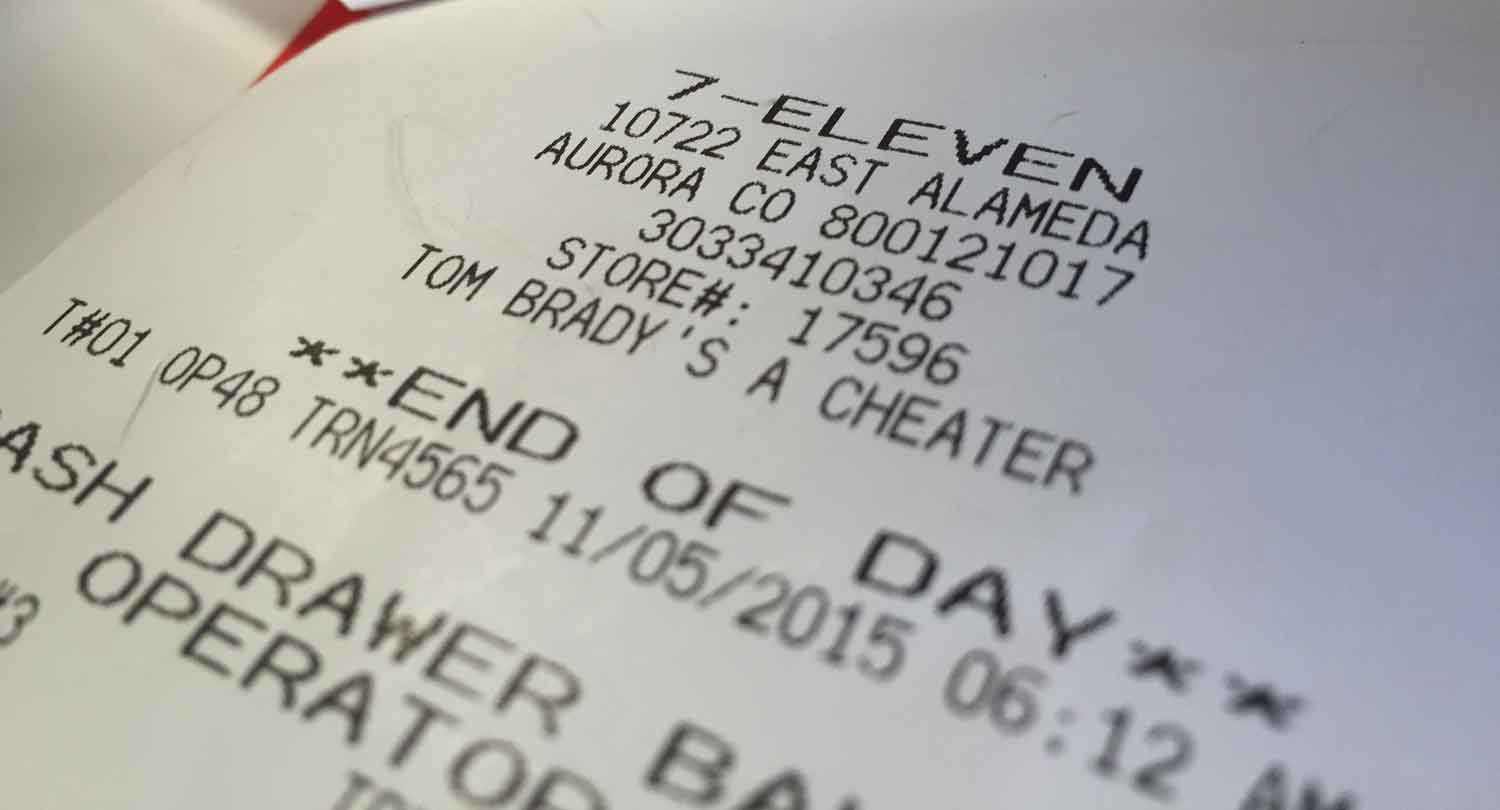 7-ELEVEN
10722 EAST ALAMEDA
AURORA CO 800121017
3033410346
STORE#: 17596
TOM BRADY'S A CHEATER
**END OF DAY**
T#01 OP48 TRN4565 11/05/2015 06:12 AM
ASH DRAWER BA
OPERATOR